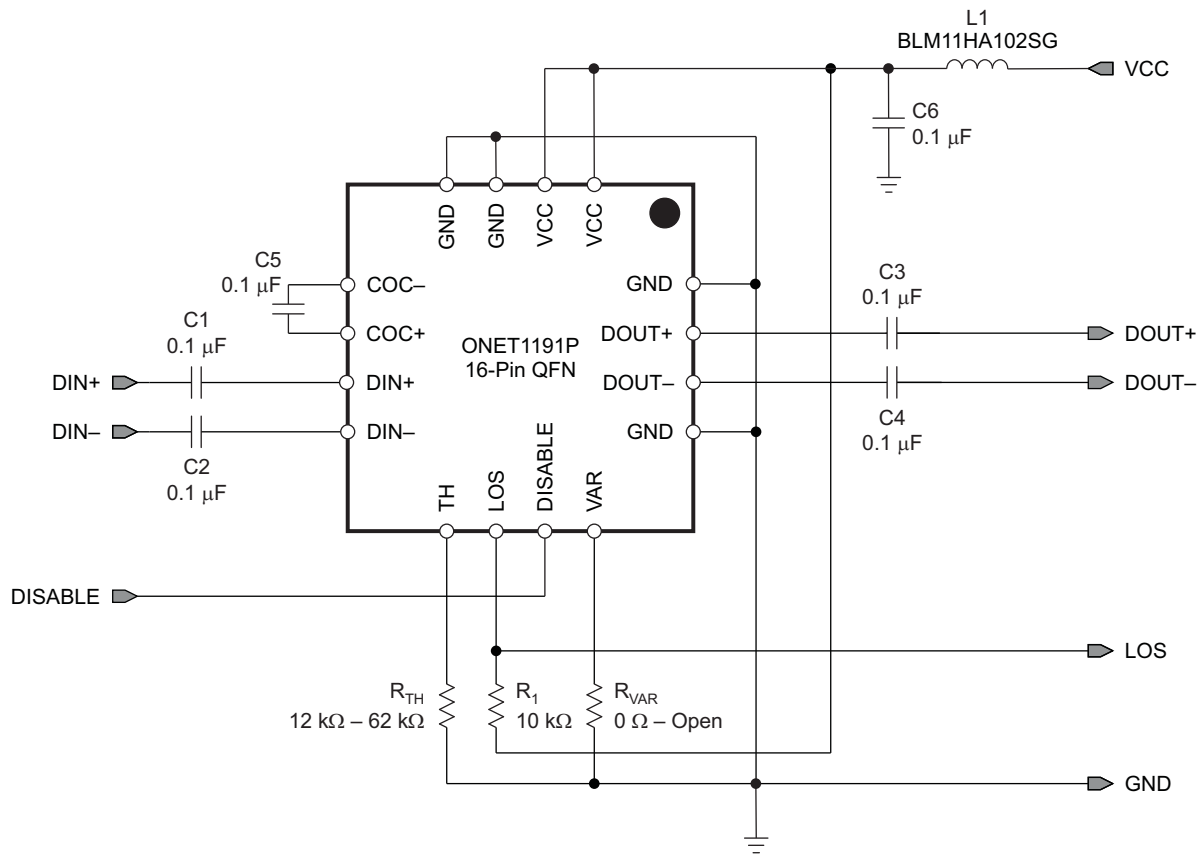 L1
BLM11HA102SG
VCC
C6
0.1 μF
GND
GND
VCC
VCC
C5
0.1 μF
COC–
COC+
DIN+
DIN–
C1
0.1 μF
DIN+
DIN–
C2
0.1 μF
ONET1191P
16-Pin QFN
GND
DOUT+
DOUT–
GND
C3
0.1 μF
DOUT+
DOUT–
C4
0.1 μF
TH
LOS
DISABLE
VAR
DISABLE
LOS
RTH
12 kΩ – 62 kΩ
R1
10 kΩ
RVAR
0 Ω – Open
GND